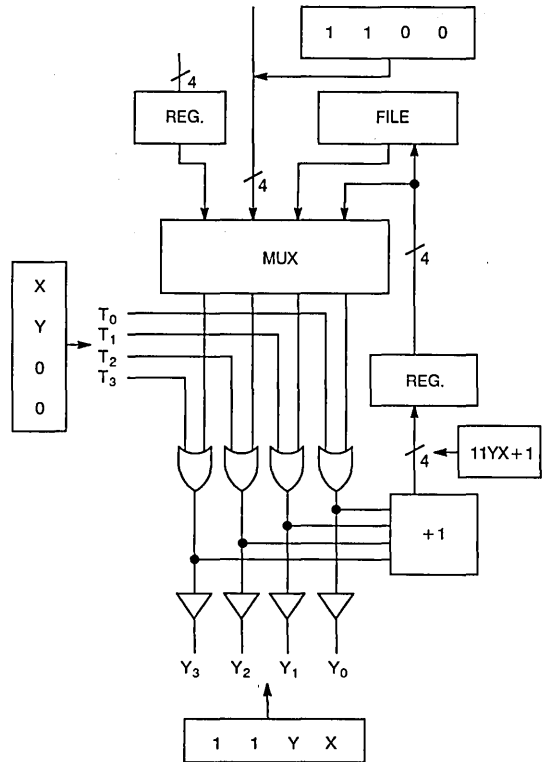 1 1 0 0
4
REG.
FILE
4
MUX
4
X
Y
0
0
T0
T1
T2
T3
REG.
4
11YX+1
+1
Y3 Y2 Y1 Y0
1 1 Y X